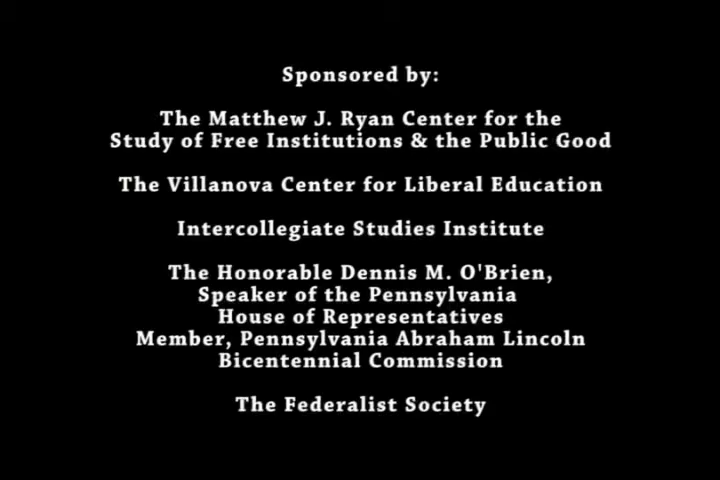 Sponsored by:
The Matthew J. Ryan Center for the
Study of Free Institutions & the Public Good
The Villanova Center for Liberal Education
Intercollegiate Studies Institute
The Honorable Dennis M. O'Brien,
Speaker of the Pennsylvania
House of Representatives
Member, Pennsylvania Abraham Lincoln
Bicentennial Commission
The Federalist Society